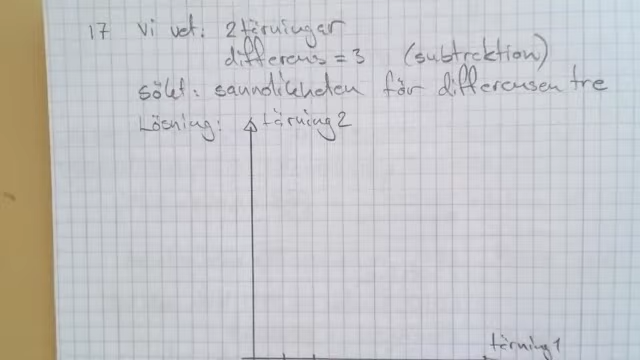 17 Vi vet: 2 tärningar
differens = 3 (subtraktion)
sökt: sannolikheten för differensen tre
Lösning: tärning 2
tärning 1